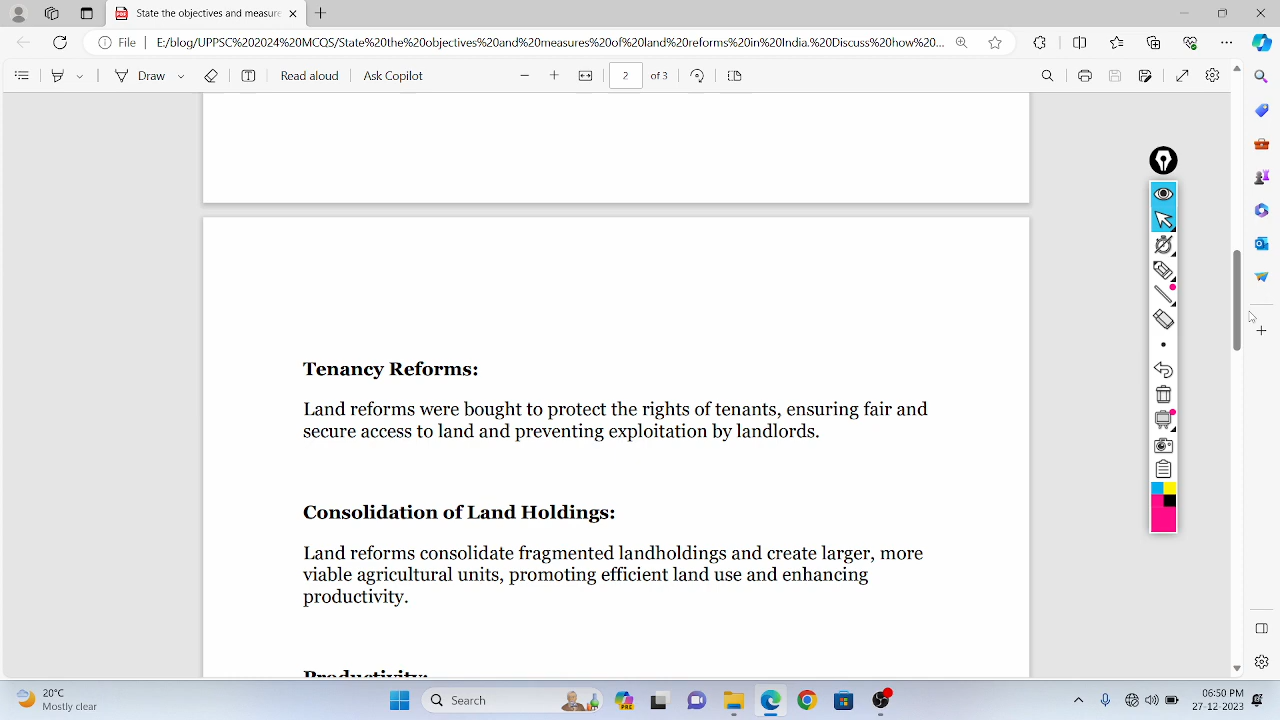 State the objectives and measure
File
E:/blog/UPPSC%202024%20MCQS/State%20the%20objectives%20and%20measures%20of%20land%20reforms%20in%20India.%20Discuss%20how%20...
Draw
Read aloud
Ask Copilot
2
of 3
Tenancy Reforms:
Land reforms were bought to protect the rights of tenants, ensuring fair and
secure access to land and preventing exploitation by landlords.
Consolidation of Land Holdings:
Land reforms consolidate fragmented landholdings and create larger, more
viable agricultural units, promoting efficient land use and enhancing
productivity.
Productivity:
20°C
Mostly clear
Search
PRE
06:50 PM
27-12-2023